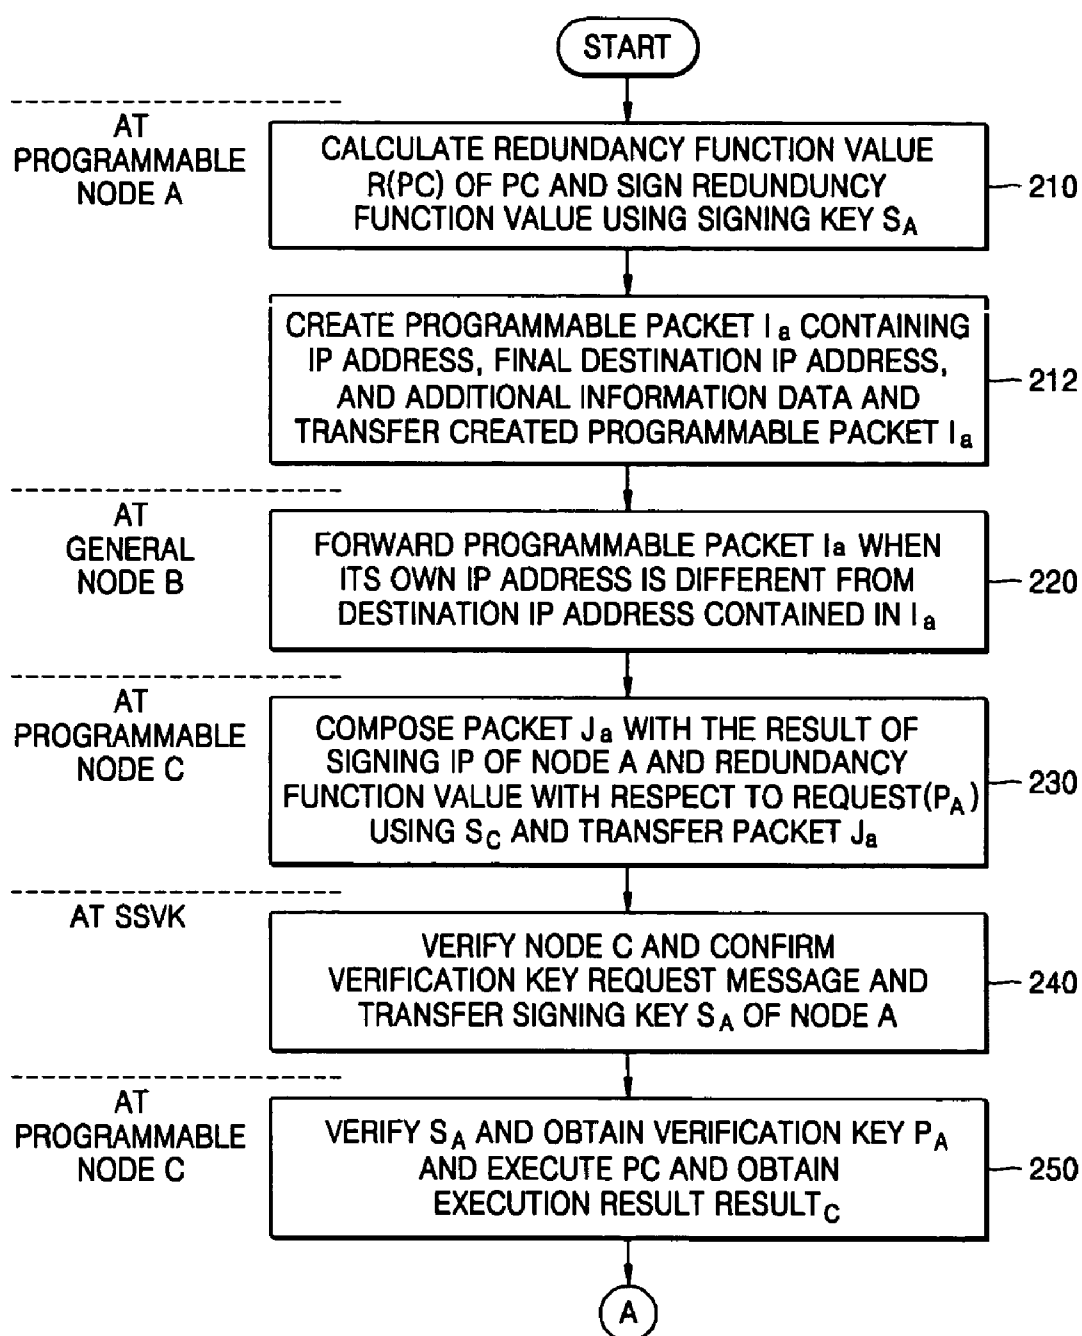 START
AT
PROGRAMMABLE
NODE A
CALCULATE REDUNDANCY FUNCTION VALUE
R(PC) OF PC AND SIGN REDUNDUNCY
FUNCTION VALUE USING SIGNING KEY SA
210
CREATE PROGRAMMABLE PACKET Ia CONTAINING
IP ADDRESS, FINAL DESTINATION IP ADDRESS,
AND ADDITIONAL INFORMATION DATA AND
TRANSFER CREATED PROGRAMMABLE PACKET Ia
212
AT
GENERAL
NODE B
FORWARD PROGRAMMABLE PACKET Ia WHEN
ITS OWN IP ADDRESS IS DIFFERENT FROM
DESTINATION IP ADDRESS CONTAINED IN Ia
220
AT
PROGRAMMABLE
NODE C
COMPOSE PACKET Ja WITH THE RESULT OF
SIGNING IP OF NODE A AND REDUNDANCY
FUNCTION VALUE WITH RESPECT TO REQUEST(PA)
USING SC AND TRANSFER PACKET Ja
230
AT SSVK
VERIFY NODE C AND CONFIRM
VERIFICATION KEY REQUEST MESSAGE AND
TRANSFER SIGNING KEY SA OF NODE A
240
AT
PROGRAMMABLE
NODE C
VERIFY SA AND OBTAIN VERIFICATION KEY PA
AND EXECUTE PC AND OBTAIN
EXECUTION RESULT RESULTC
250
A